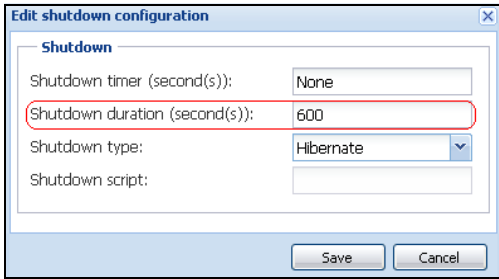 Edit shutdown configuration
Shutdown
Shutdown timer (second(s)): None
Shutdown duration (second(s)): 600
Shutdown type: Hibernate
Shutdown script:
Save Cancel